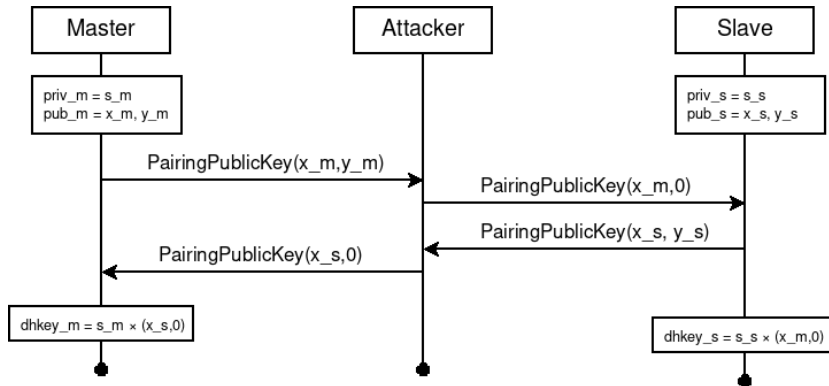 Master
Attacker
Slave
priv_m = s_m
pub_m = x_m, y_m
priv_s = s_s
pub_s = x_s, y_s
PairingPublicKey(x_m,y_m)
PairingPublicKey(x_m,0)
PairingPublicKey(x_s, y_s)
PairingPublicKey(x_s,0)
dhkey_m = s_m × (x_s,0)
dhkey_s = s_s × (x_m,0)